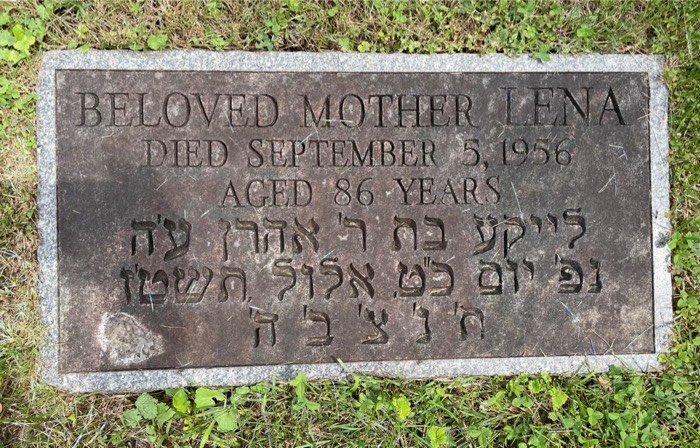 BELOVED MOTHER LENA
DIED SEPTEMBER 5, 1956
AGED 86 YEARS
לייקע בת ר' אהרן ע'ה
נפ' יום כ"ט אלול, תשט'ז
ת' נ' צ' ב' ה'